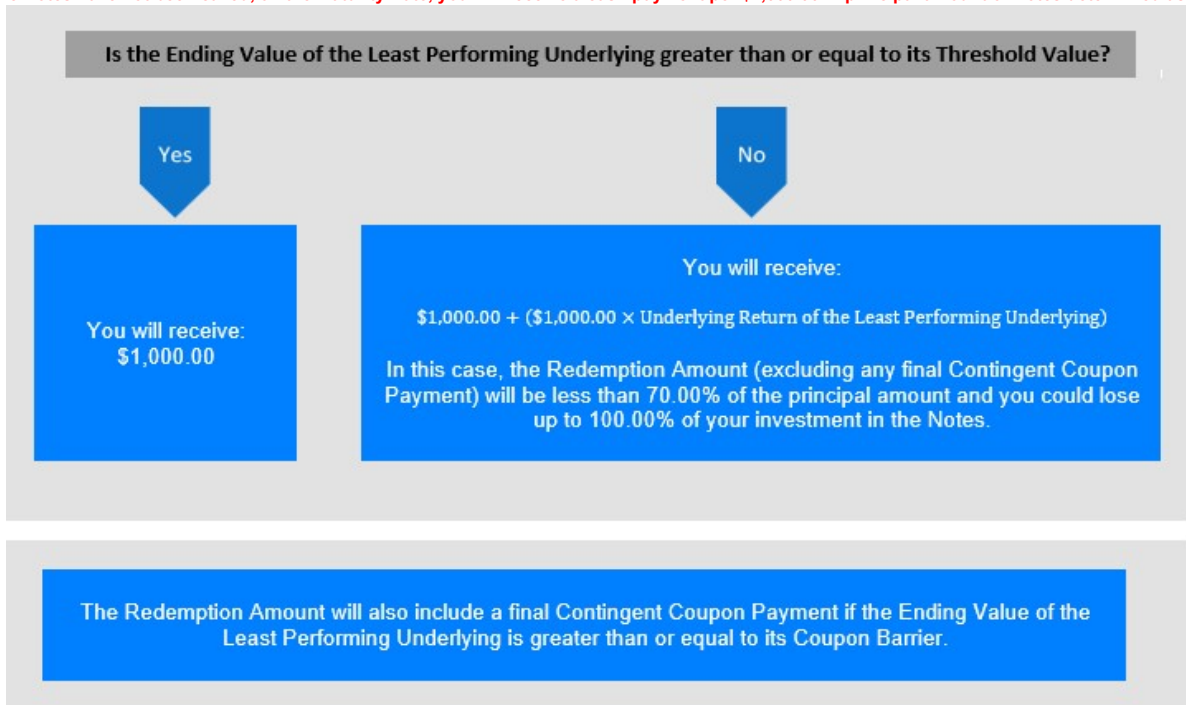 Is the Ending Value of the Least Performing Underlying greater than or equal to its Threshold Value?
Yes
No
You will receive:
$1,000.00
You will receive:
$1,000.00 + ($1,000.00 × Underlying Return of the Least Performing Underlying)
In this case, the Redemption Amount (excluding any final Contingent Coupon
Payment) will be less than 70.00% of the principal amount and you could lose
up to 100.00% of your investment in the Notes.
The Redemption Amount will also include a final Contingent Coupon Payment if the Ending Value of the
Least Performing Underlying is greater than or equal to its Coupon Barrier.